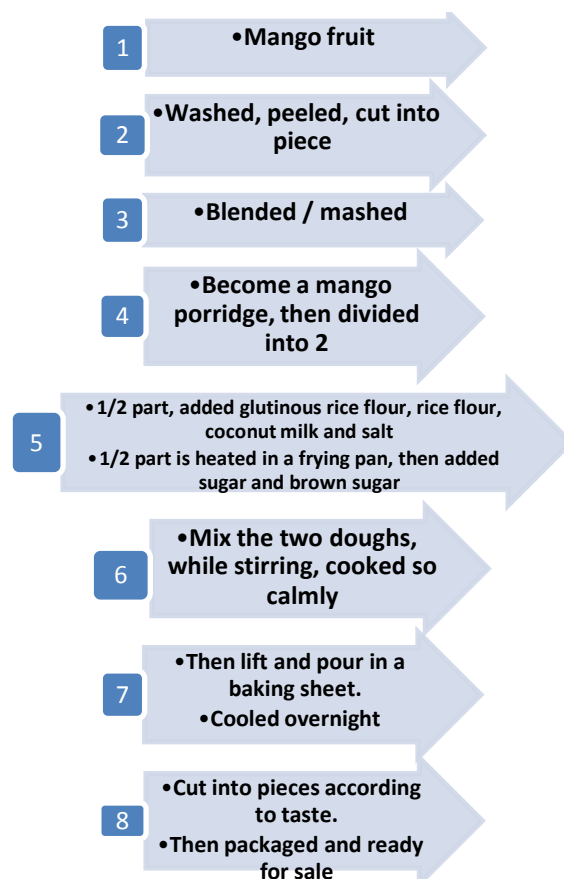 1
•Mango fruit
2
•Washed, peeled, cut into
piece
3
•Blended / mashed
4
•Become a mango
porridge, then divided
into 2
5
•1/2 part, added glutinous rice flour, rice flour,
coconut milk and salt
•1/2 part is heated in a frying pan, then added
sugar and brown sugar
6
•Mix the two doughs,
while stirring, cooked so
calmly
7
•Then lift and pour in a
baking sheet.
•Cooled overnight
8
•Cut into pieces according
to taste.
•Then packaged and ready
for sale